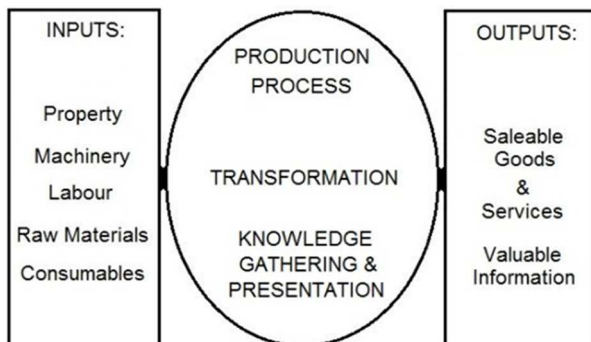 INPUTS:
Property
Machinery
Labour
Raw Materials
Consumables
PRODUCTION
PROCESS
TRANSFORMATION
KNOWLEDGE
GATHERING &
PRESENTATION
OUTPUTS:
Saleable
Goods
&
Services
Valuable
Information